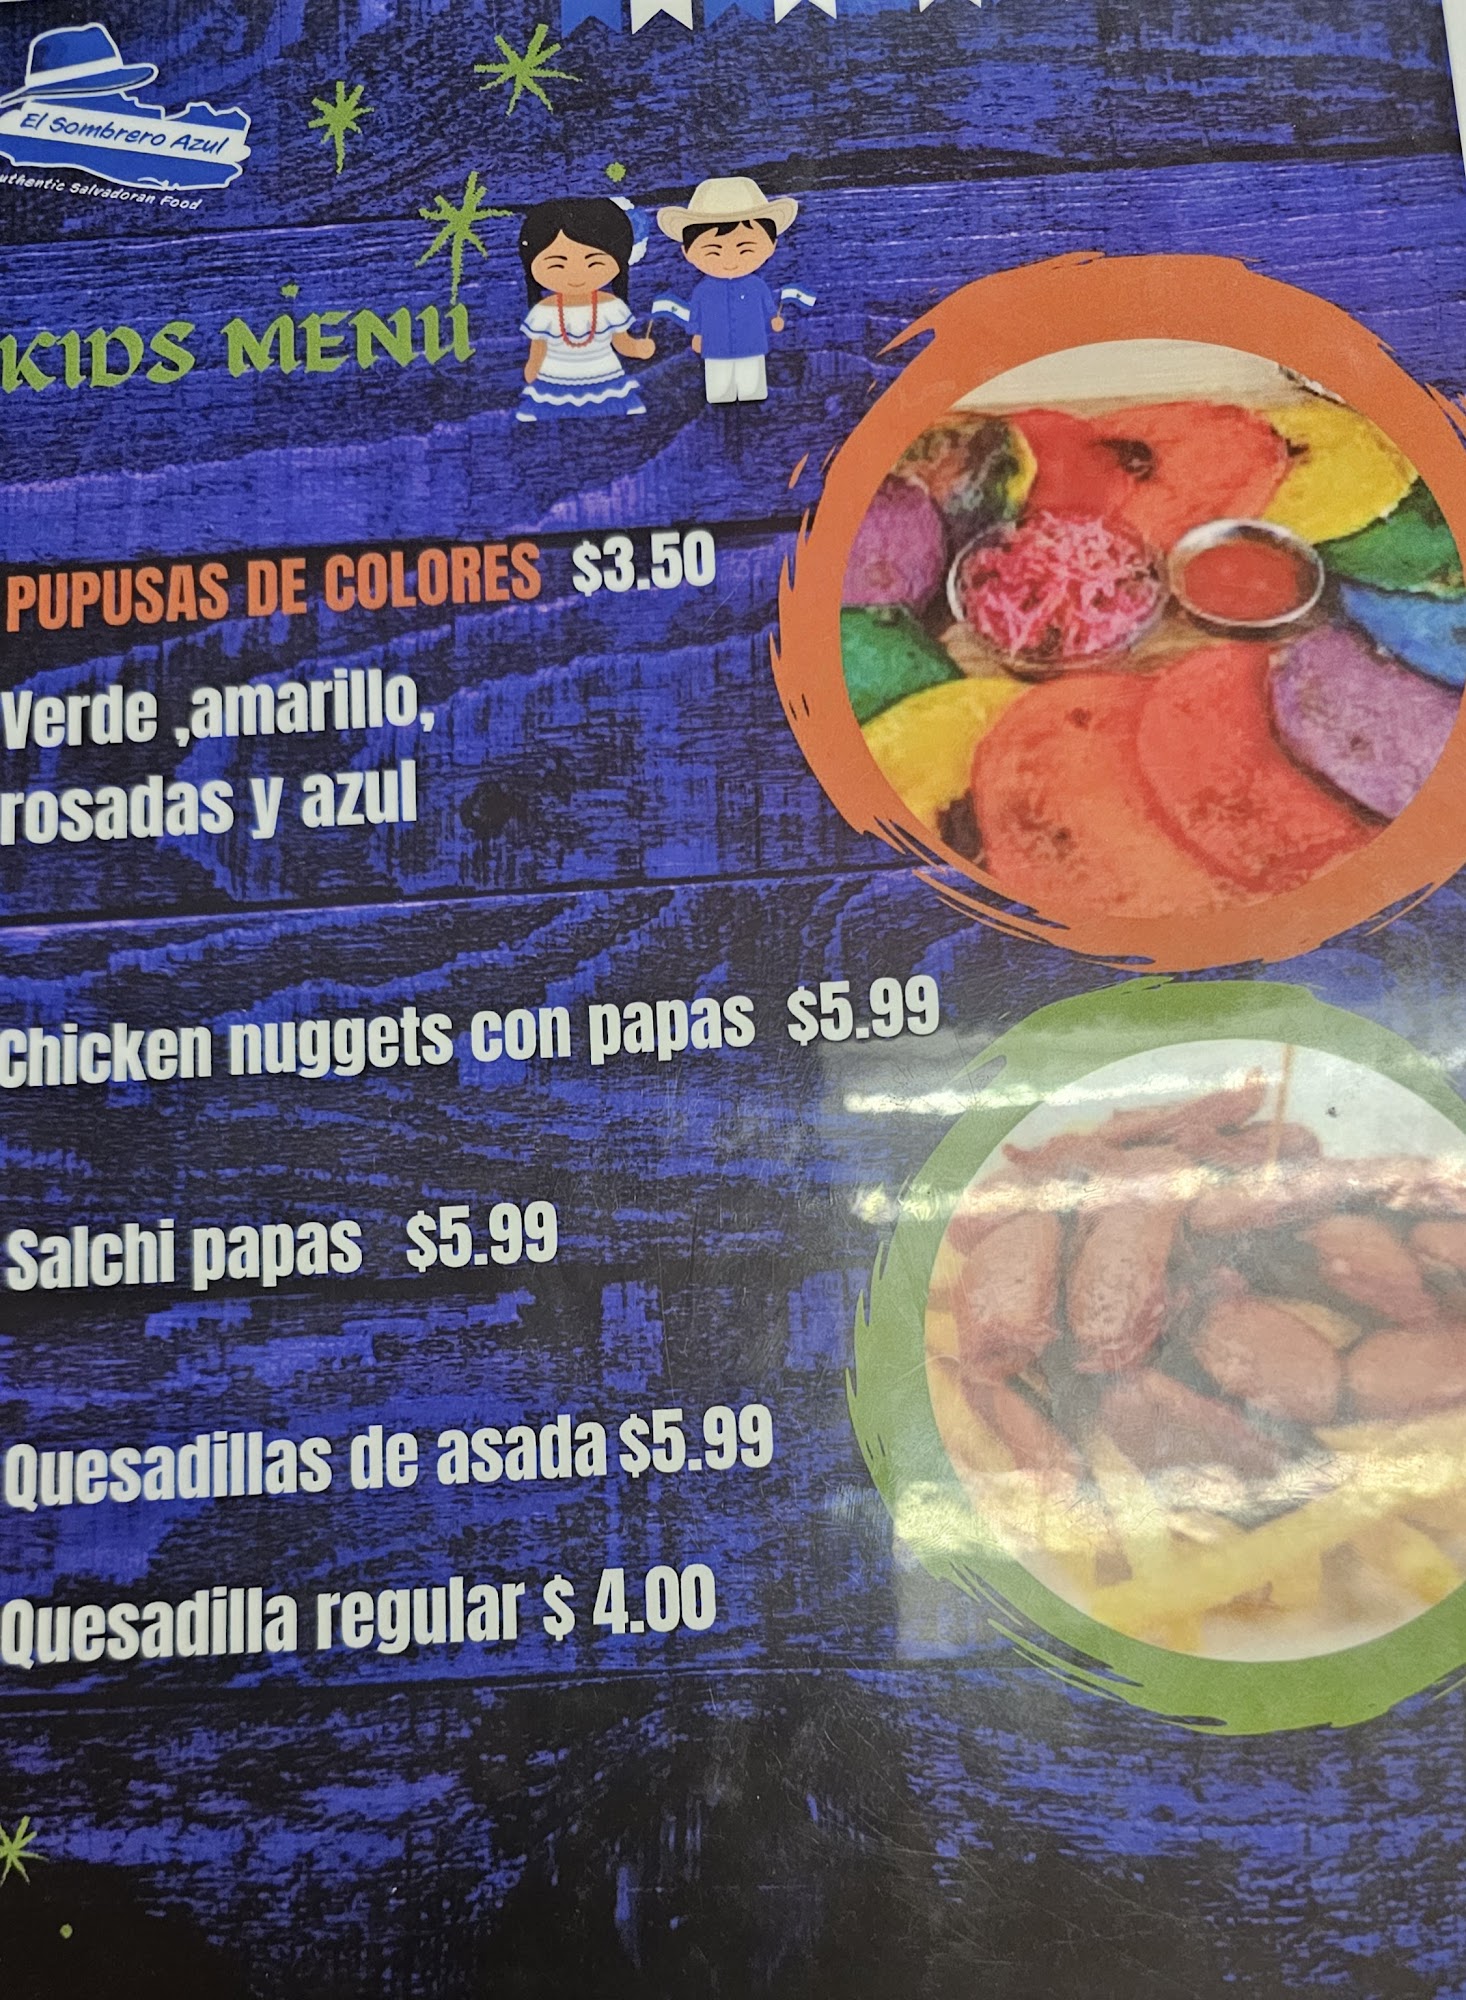 El Sombrero Azul
uthentic Salvadoran Food
KIDS MENU
PUPUSAS DE COLORES $3.50
Verde ,amarillo,
rosadas y azul
Chicken nuggets con papas $5.99
Salchi papas $5.99
Quesadillas de asada $5.99
Quesadilla regular $ 4.00